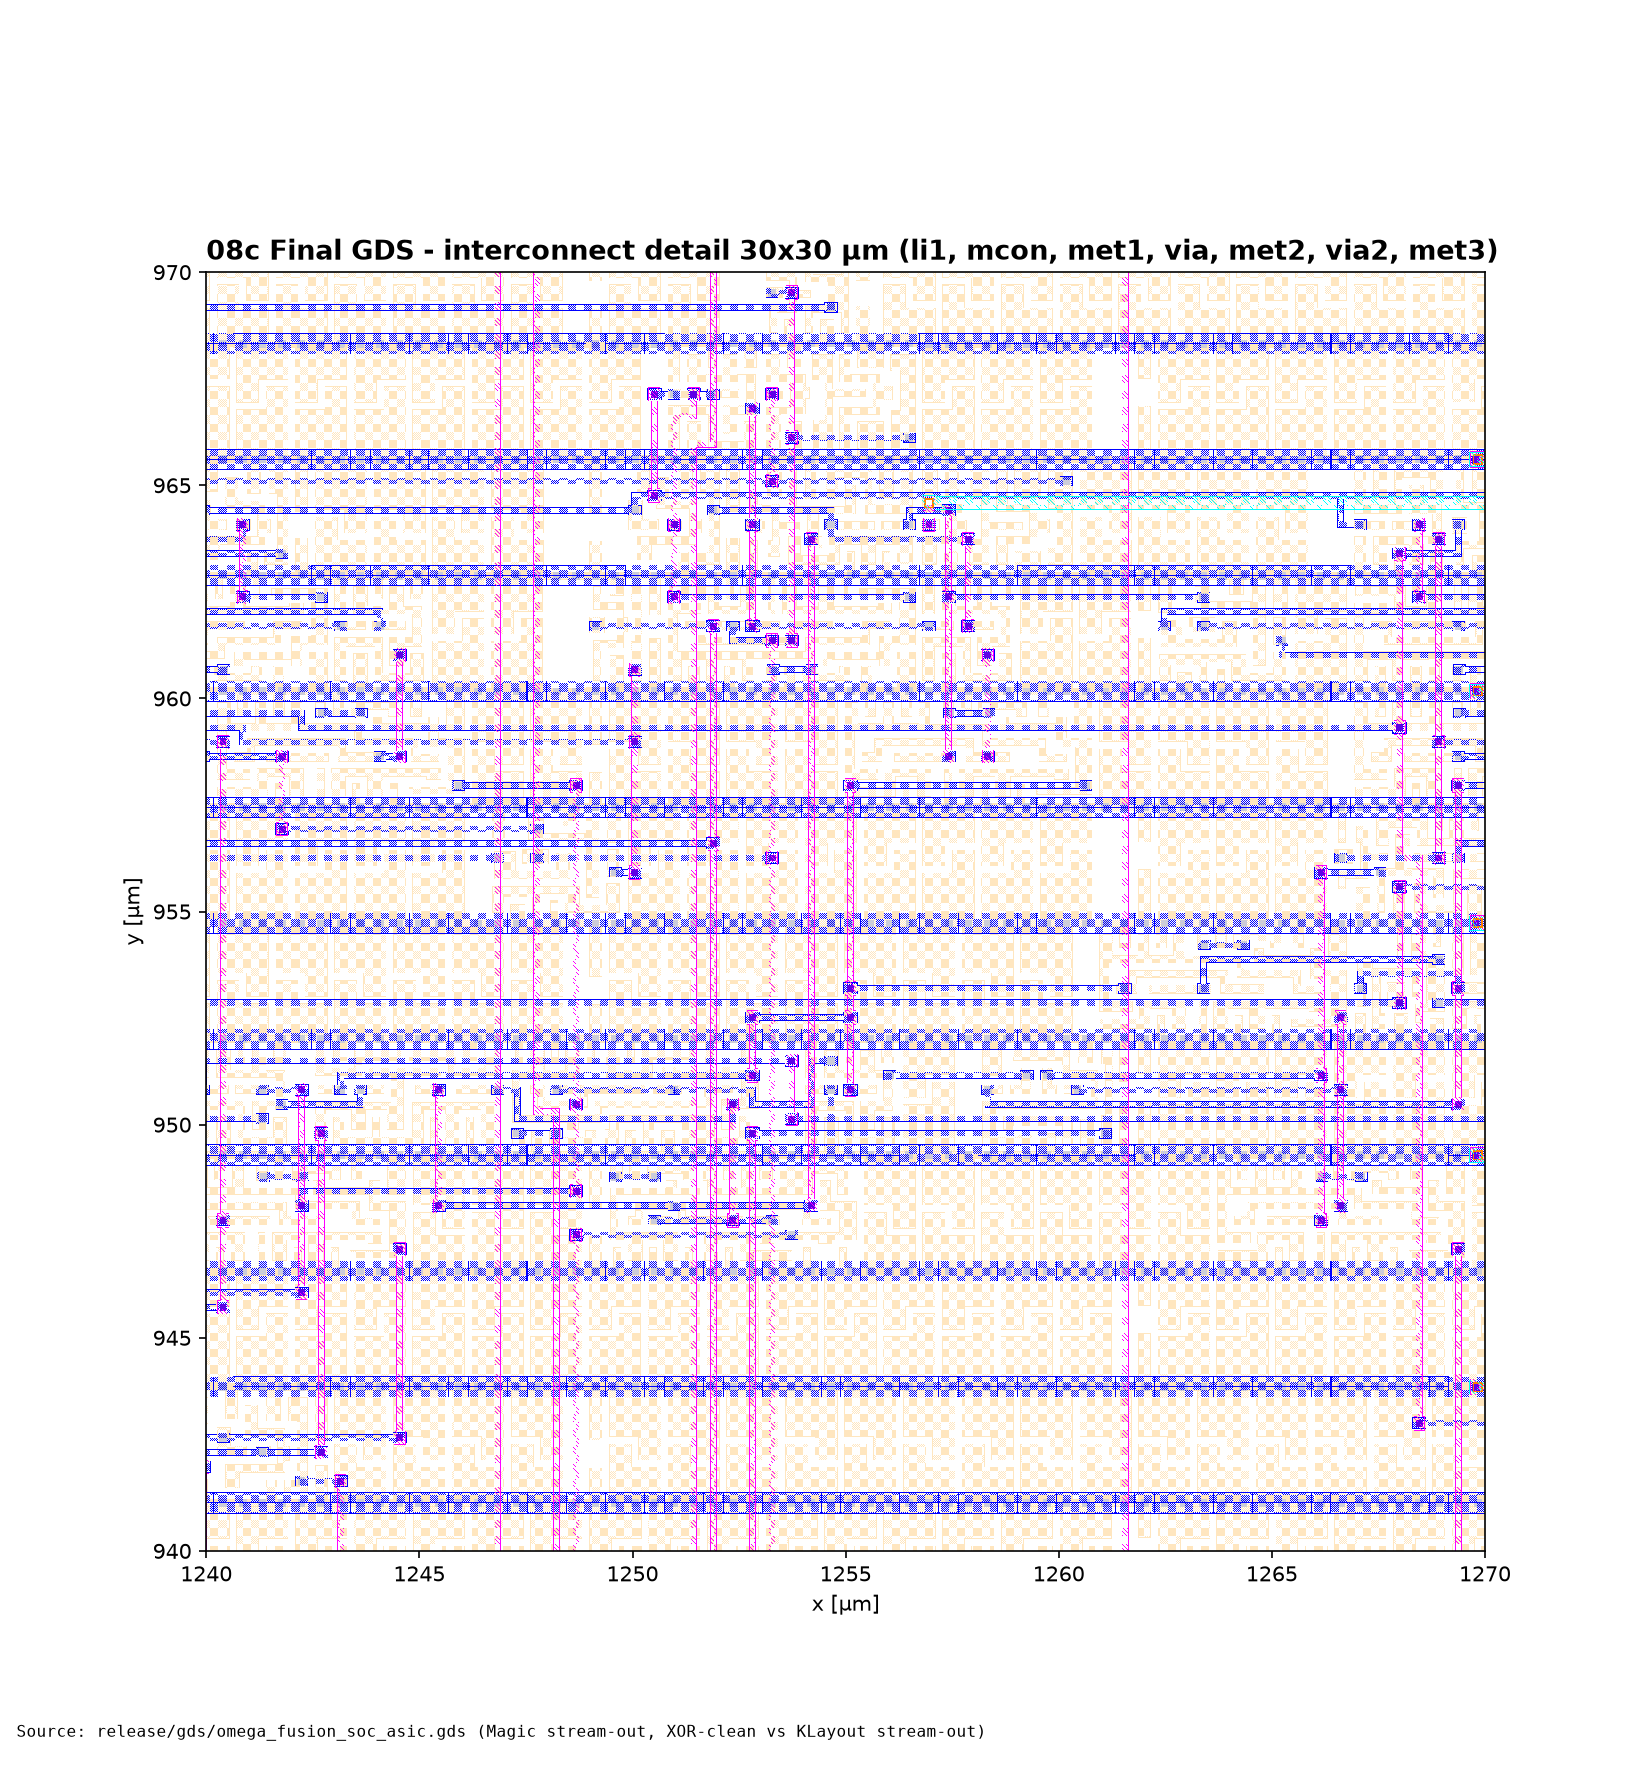 08c Final GDS - interconnect detail 30x30 µm (li1, mcon, met1, via, met2, via2, met3)
970
965
960
955
950
945
940
y [µm]
1240 1245 1250 1255 1260 1265 1270
x [µm]
Source: release/gds/omega_fusion_soc_asic.gds (Magic stream-out, XOR-clean vs KLayout stream-out)